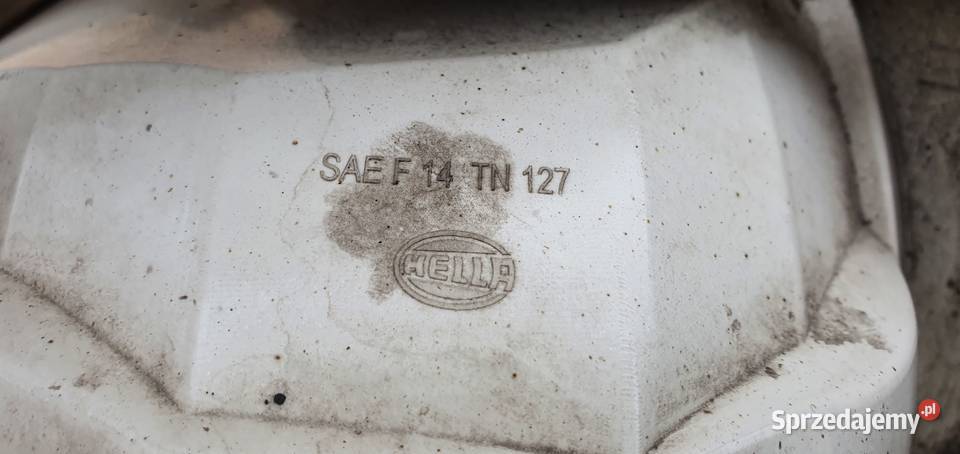 SAE F 14 TN 127
HELLA
Sprzedajemy.pl